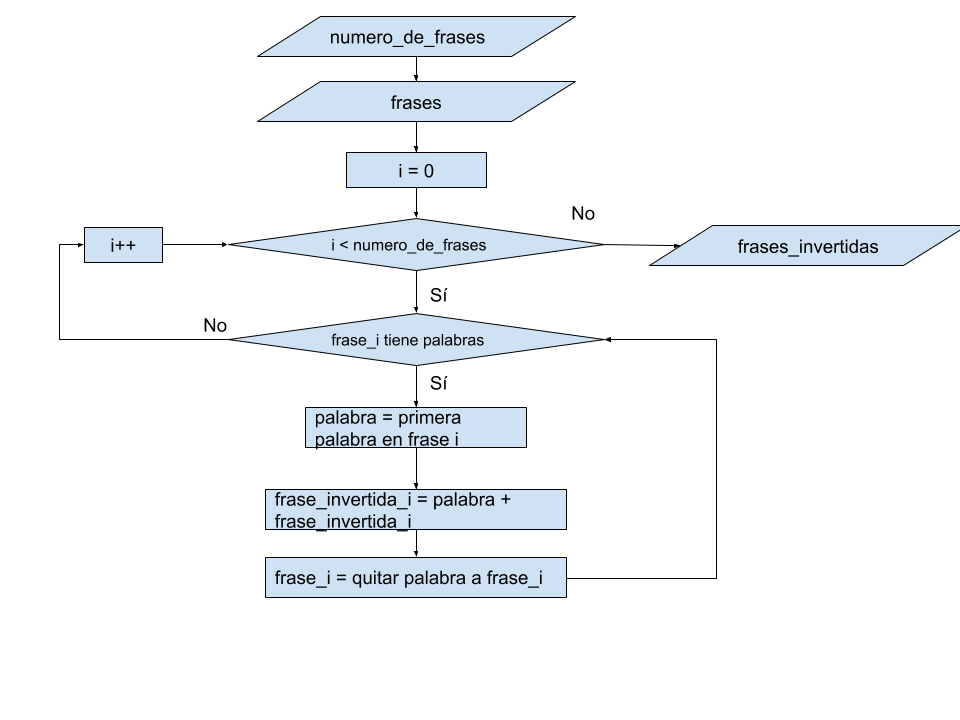 numero_de_frases
frases
i = 0
No
i++
i < numero_de_frases
frases_invertidas
Sí
No
frase_i tiene palabras
Sí
palabra = primera
palabra en frase i
frase_invertida_i = palabra +
frase_invertida_i
frase_i = quitar palabra a frase_i